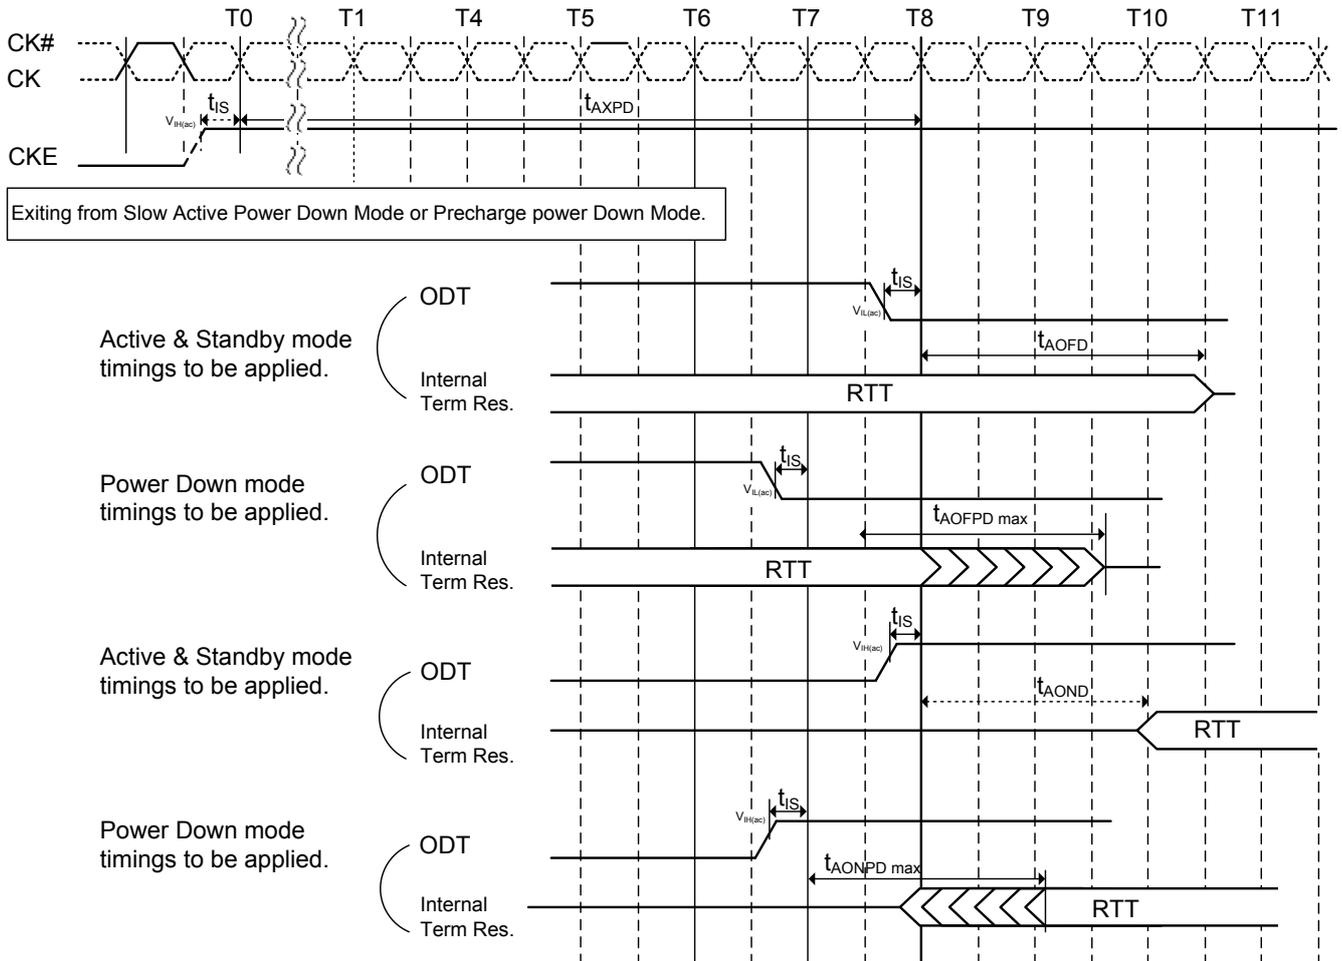 T0 T1 T4 T5 T6 T7 T8 T9 T10 T11
CK#
CK
tIS
tAXPD
VIH(ac)
CKE
Exiting from Slow Active Power Down Mode or Precharge power Down Mode.
ODT
tIS
VIL(ac)
Active & Standby mode
timings to be applied.
tAOFD
Internal
Term Res.
RTT
ODT
tIS
VIL(ac)
Power Down mode
timings to be applied.
tAOFPD max
Internal
Term Res.
RTT
tIS
VIH(ac)
Active & Standby mode
timings to be applied.
ODT
tAOND
Internal
Term Res.
RTT
tIS
VIH(ac)
Power Down mode
timings to be applied.
ODT
tAONPD max
Internal
Term Res.
RTT